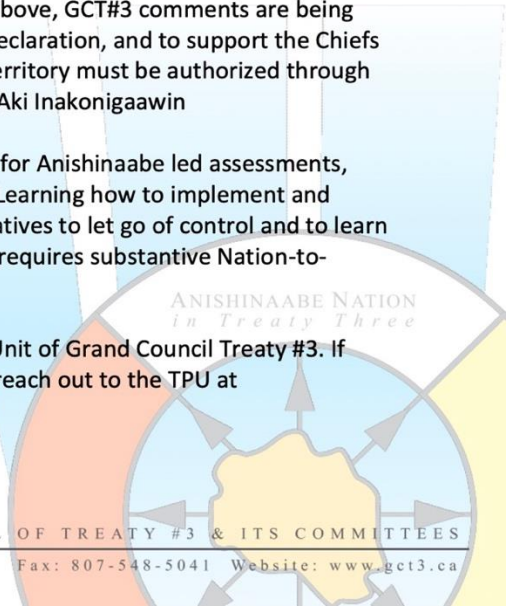 bove, GCT#3 comments are being
eclaration, and to support the Chiefs
erritory must be authorized through
Aki Inakonigaawin
for Anishinaabe led assessments,
Learning how to implement and
atives to let go of control and to learn
requires substantive Nation-to-
ANISHINAABE NATION
in Treaty Three
Unit of Grand Council Treaty #3. If
reach out to the TPU at
OF TREATY #3 & ITS COMMITTEES
Fax: 807-548-5041 Website: www.gct3.ca